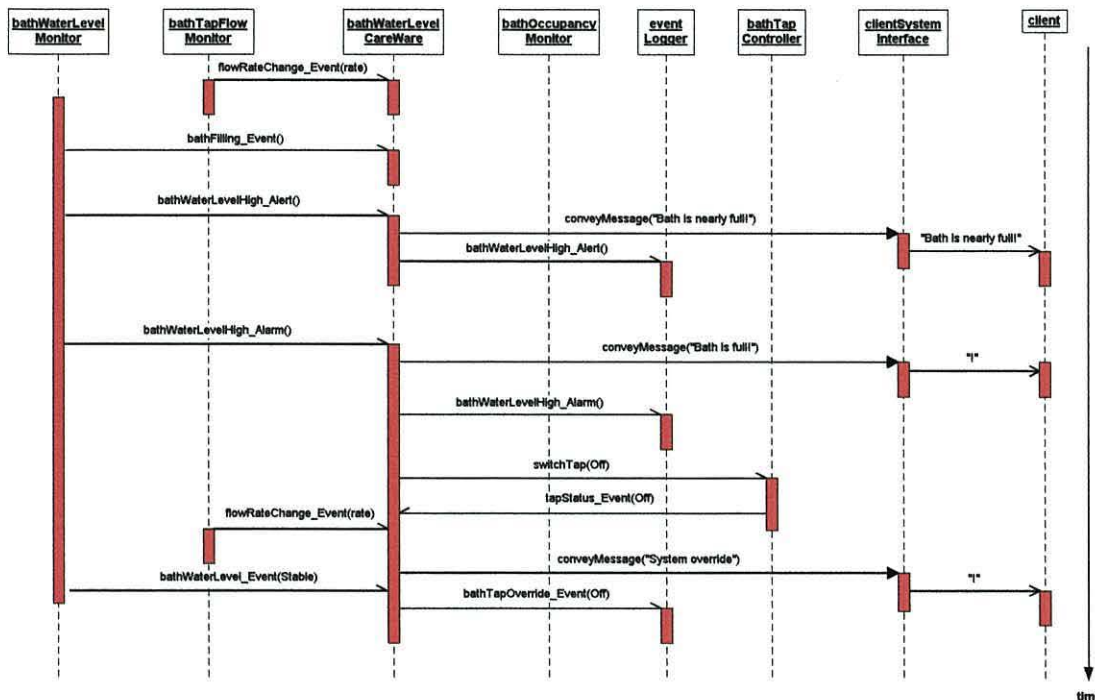 bathWaterLevel
Monitor
bathTapFlow
Monitor
bathWaterLevel
CareWare
bathOccupancy
Monitor
event
Logger
bathTap
Controller
clientSystem
Interface
client
flowRateChange_Event(rate)
bathFilling_Event()
bathWaterLevelHigh_Alert()
conveyMessage("Bath is nearly full!")
"Bath is nearly full!"
bathWaterLevelHigh_Alert()
bathWaterLevelHigh_Alarm()
conveyMessage("Bath is full!")
"!"
bathWaterLevelHigh_Alarm()
switchTap(Off)
tapStatus_Event(Off)
flowRateChange_Event(rate)
conveyMessage("System override")
"!"
bathWaterLevel_Event(Stable)
bathTapOverride_Event(Off)
tim